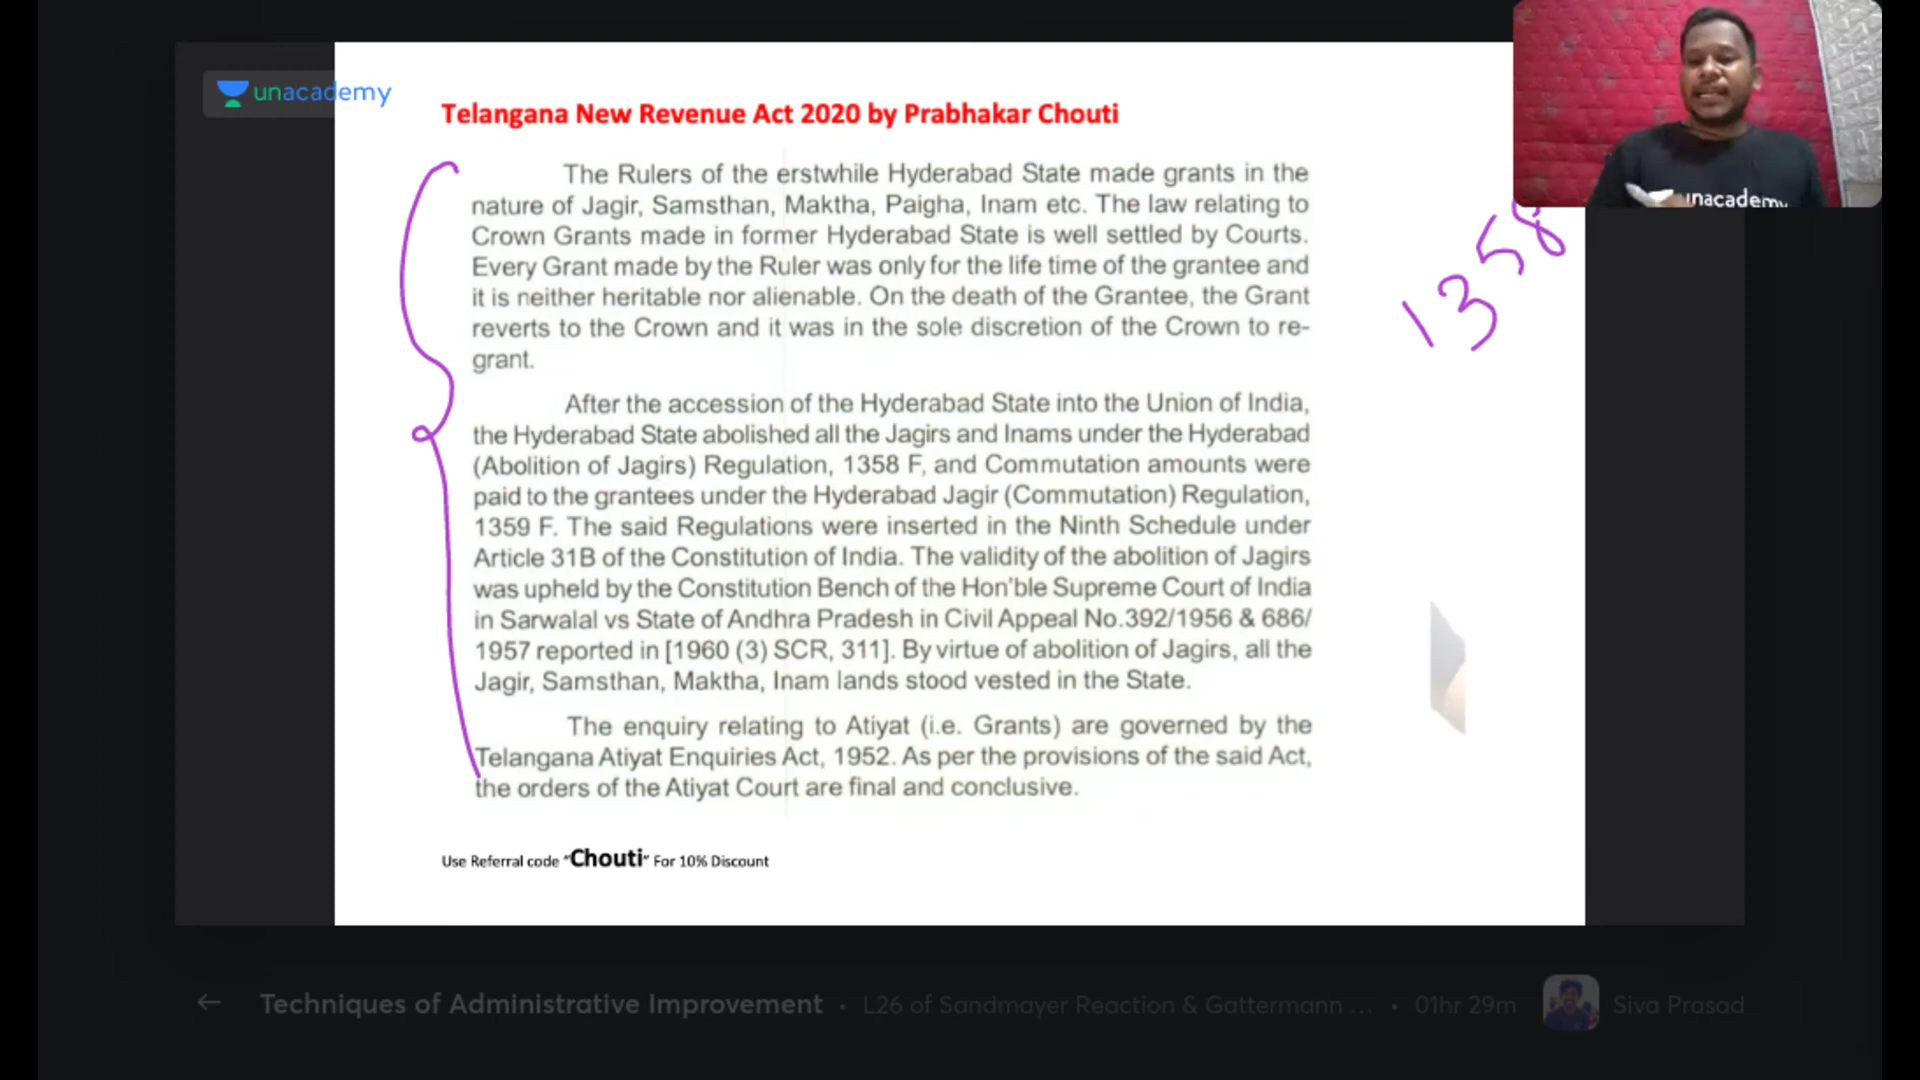 unacademy
Telangana New Revenue Act 2020 by Prabhakar Chouti
The Rulers of the erstwhile Hyderabad State made grants in the
nature of Jagir, Samsthan, Maktha, Paigha, Inam etc. The law relating to
Crown Grants made in former Hyderabad State is well settled by Courts.
Every Grant made by the Ruler was only for the life time of the grantee and
it is neither heritable nor alienable. On the death of the Grantee, the Grant
reverts to the Crown and it was in the sole discretion of the Crown to re-
grant.
After the accession of the Hyderabad State into the Union of India,
the Hyderabad State abolished all the Jagirs and Inams under the Hyderabad
(Abolition of Jagirs) Regulation, 1358 F, and Commutation amounts were
paid to the grantees under the Hyderabad Jagir (Commutation) Regulation,
1359 F. The said Regulations were inserted in the Ninth Schedule under
Article 31B of the Constitution of India. The validity of the abolition of Jagirs
was upheld by the Constitution Bench of the Hon'ble Supreme Court of India
in Sarwalal vs State of Andhra Pradesh in Civil Appeal No.392/1956 & 686/
1957 reported in [1960 (3) SCR, 311]. By virtue of abolition of Jagirs, all the
Jagir, Samsthan, Maktha, Inam lands stood vested in the State.
The enquiry relating to Atiyat (i.e. Grants) are governed by the
Telangana Atiyat Enquiries Act, 1952. As per the provisions of the said Act,
the orders of the Atiyat Court are final and conclusive.
Use Referral code "Chouti" For 10% Discount
unacademy
1358
← Techniques of Administrative Improvement • L26 of Sandmayer Reaction & Gattermann ... • 01hr 29m Siva Prasad